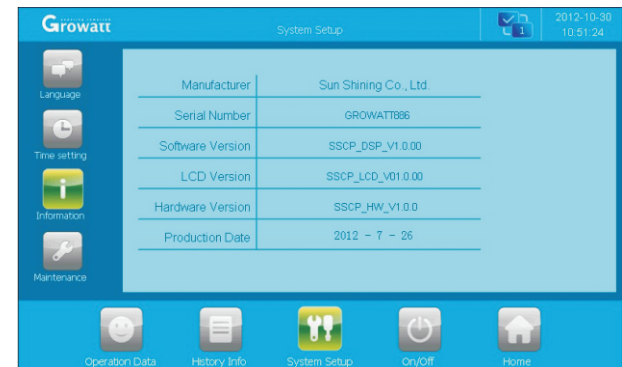 Growatt
System Setup
1
2012-10-30
10:51:24
Language
Time setting
Information
Maintenance
Manufacturer Sun Shining Co., Ltd.
Serial Number GROWATT886
Software Version SSCP_DSP_V1.0.00
LCD Version SSCP_LCD_V01.0.00
Hardware Version SSCP_HW_V1.0.0
Production Date 2012 - 7 - 26
Operation Data
History Info
System Setup
On/Off
Home